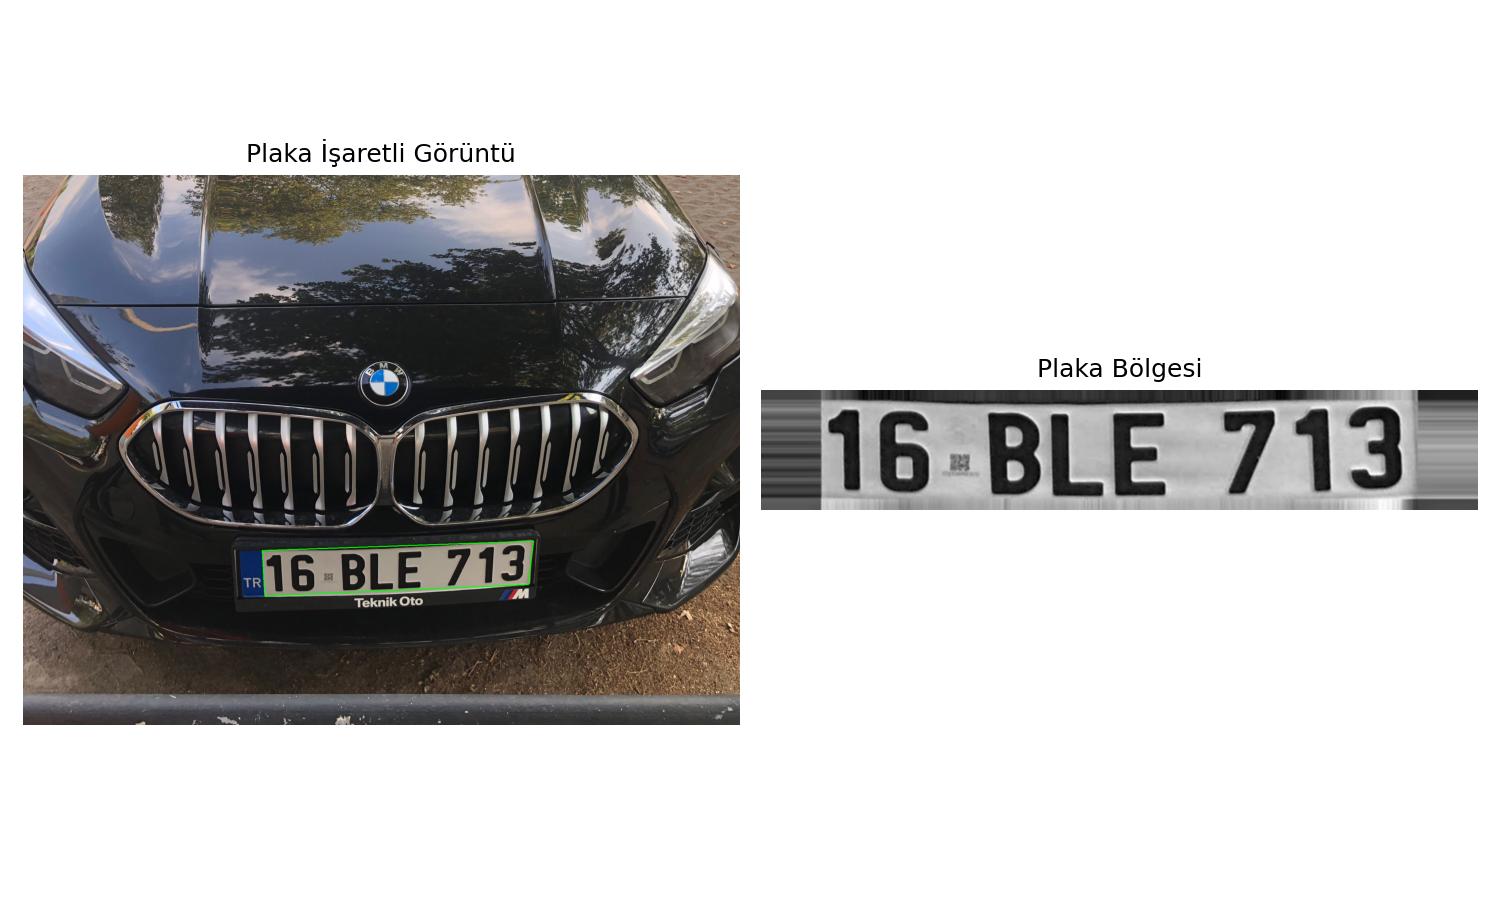 Plaka İşaretli Görüntü
BMW
TR 16 BLE 713
Teknik Oto
M
Plaka Bölgesi
16 BLE 713